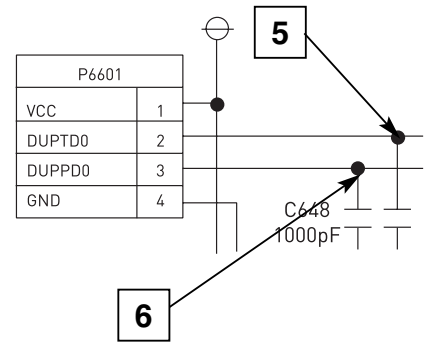 5
P6601
VCC 1
DUPTD0 2
DUPPD0 3
GND 4
C648
1000pF
6